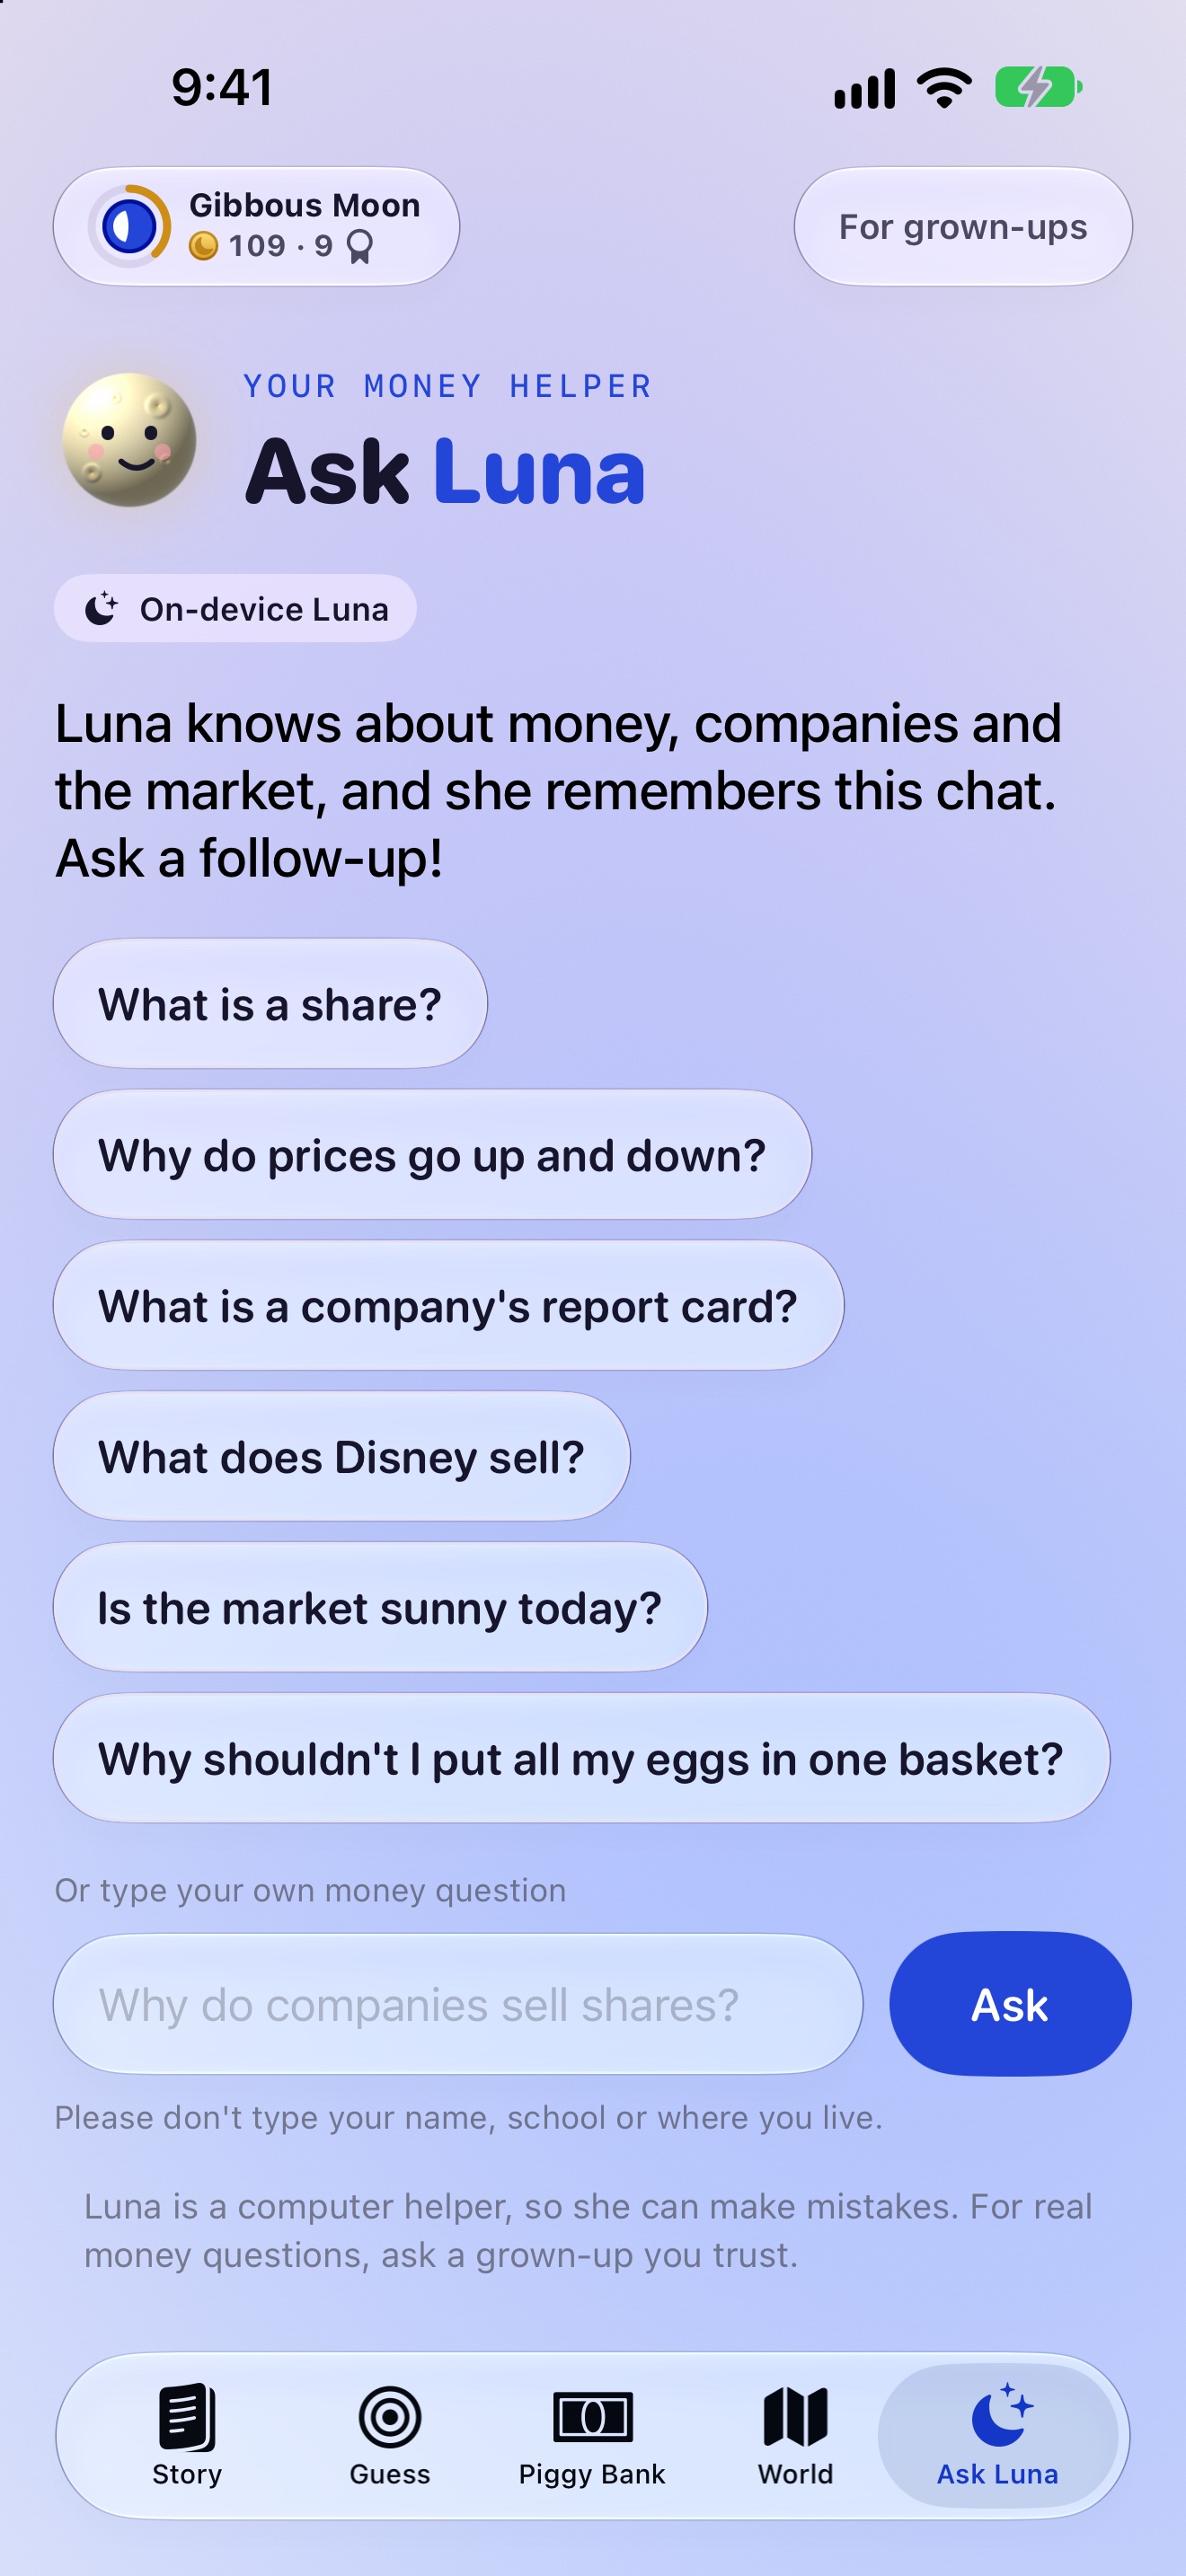 9:41
Gibbous Moon
109 · 9
For grown-ups
YOUR MONEY HELPER
Ask Luna
On-device Luna
Luna knows about money, companies and
the market, and she remembers this chat.
Ask a follow-up!
What is a share?
Why do prices go up and down?
What is a company's report card?
What does Disney sell?
Is the market sunny today?
Why shouldn't I put all my eggs in one basket?
Or type your own money question
Why do companies sell shares?
Ask
Please don't type your name, school or where you live.
Luna is a computer helper, so she can make mistakes. For real
money questions, ask a grown-up you trust.
Story
Guess
Piggy Bank
World
Ask Luna